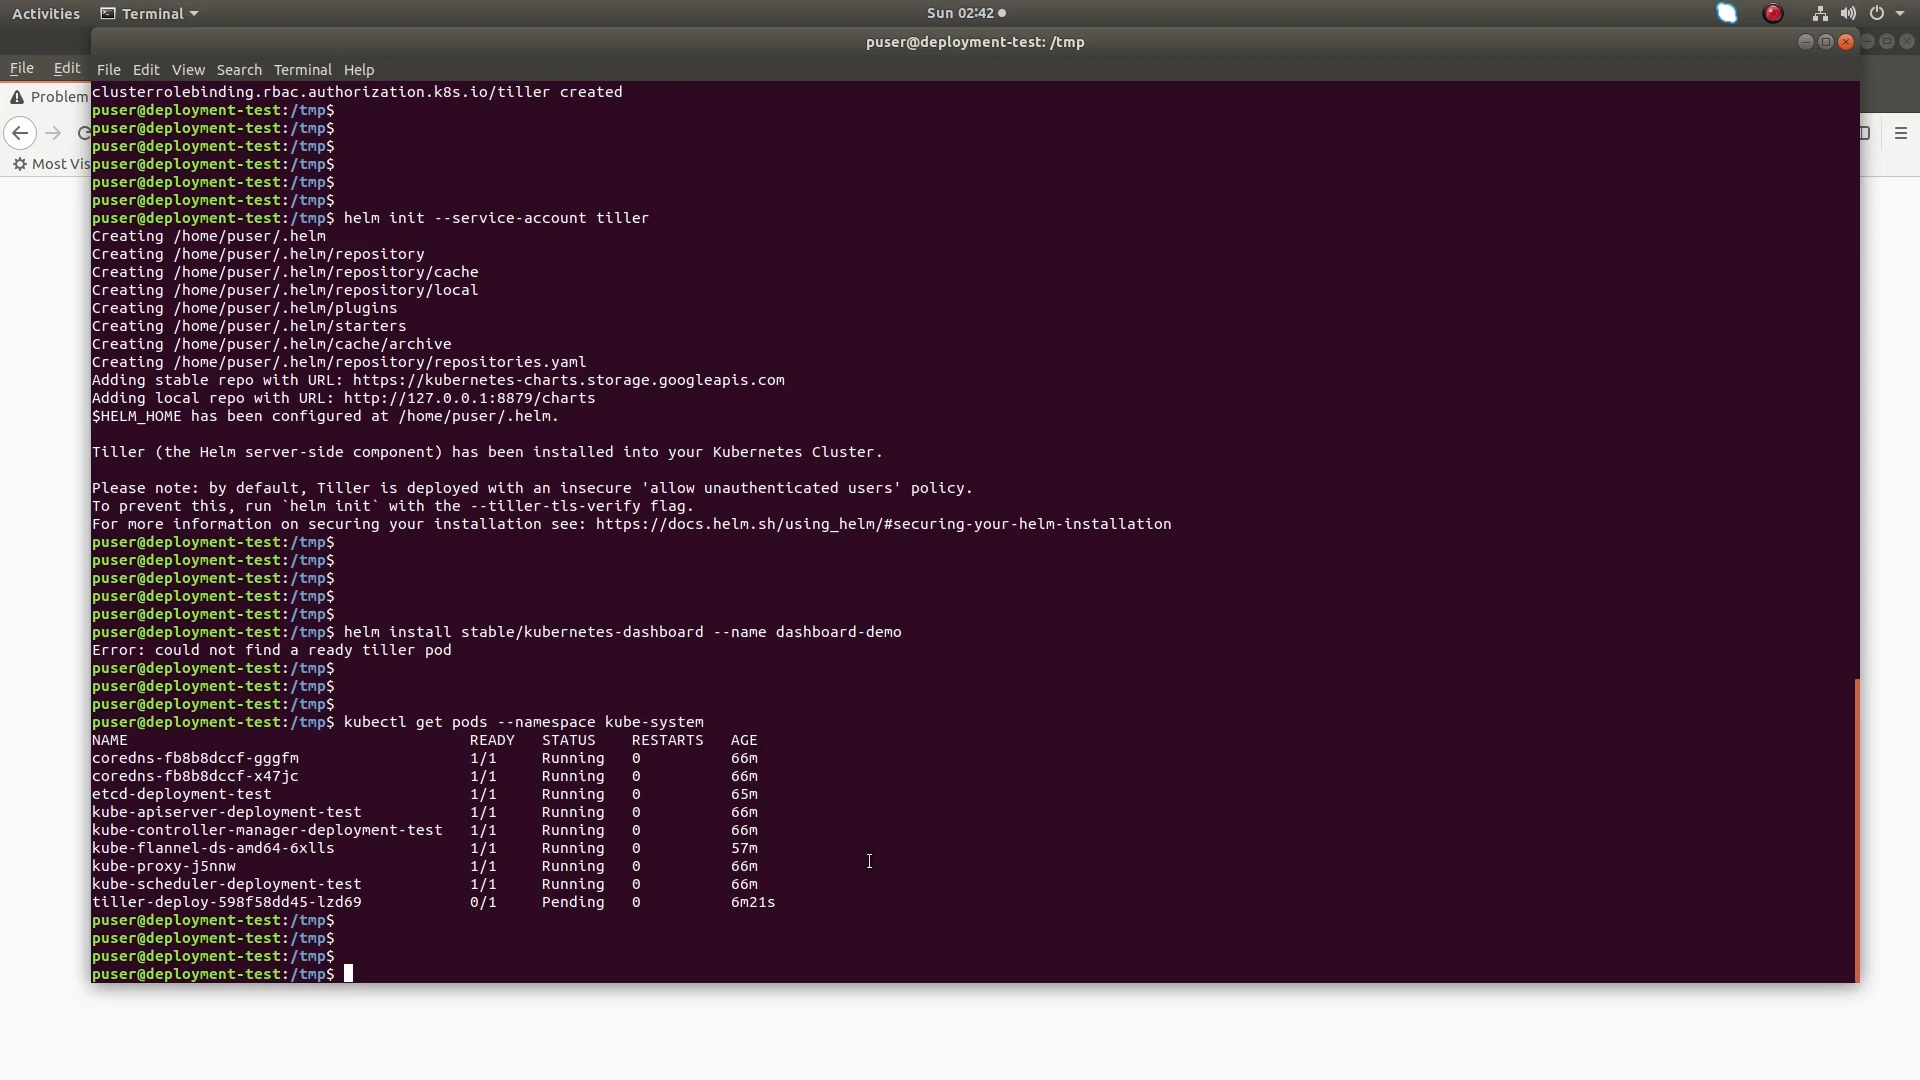 Activities Terminal Sun 02:42
puser@deployment-test: /tmp
File Edit
File Edit View Search Terminal Help
Problem
Most Vis
clusterrolebinding.rbac.authorization.k8s.io/tiller created
puser@deployment-test:/tmp$
puser@deployment-test:/tmp$
puser@deployment-test:/tmp$
puser@deployment-test:/tmp$
puser@deployment-test:/tmp$
puser@deployment-test:/tmp$
puser@deployment-test:/tmp$ helm init --service-account tiller
Creating /home/puser/.helm
Creating /home/puser/.helm/repository
Creating /home/puser/.helm/repository/cache
Creating /home/puser/.helm/repository/local
Creating /home/puser/.helm/plugins
Creating /home/puser/.helm/starters
Creating /home/puser/.helm/cache/archive
Creating /home/puser/.helm/repository/repositories.yaml
Adding stable repo with URL: https://kubernetes-charts.storage.googleapis.com
Adding local repo with URL: http://127.0.0.1:8879/charts
$HELM_HOME has been configured at /home/puser/.helm.
Tiller (the Helm server-side component) has been installed into your Kubernetes Cluster.
Please note: by default, Tiller is deployed with an insecure 'allow unauthenticated users' policy.
To prevent this, run `helm init` with the --tiller-tls-verify flag.
For more information on securing your installation see: https://docs.helm.sh/using_helm/#securing-your-helm-installation
puser@deployment-test:/tmp$
puser@deployment-test:/tmp$
puser@deployment-test:/tmp$
puser@deployment-test:/tmp$
puser@deployment-test:/tmp$
puser@deployment-test:/tmp$ helm install stable/kubernetes-dashboard --name dashboard-demo
Error: could not find a ready tiller pod
puser@deployment-test:/tmp$
puser@deployment-test:/tmp$
puser@deployment-test:/tmp$
puser@deployment-test:/tmp$ kubectl get pods --namespace kube-system
NAME READY STATUS RESTARTS AGE
coredns-fb8b8dccf-gggfm 1/1 Running 0 66m
coredns-fb8b8dccf-x47jc 1/1 Running 0 66m
etcd-deployment-test 1/1 Running 0 65m
kube-apiserver-deployment-test 1/1 Running 0 66m
kube-controller-manager-deployment-test 1/1 Running 0 66m
kube-flannel-ds-amd64-6xlls 1/1 Running 0 57m
kube-proxy-j5nnw 1/1 Running 0 66m
kube-scheduler-deployment-test 1/1 Running 0 66m
tiller-deploy-598f58dd45-lzd69 0/1 Pending 0 6m21s
puser@deployment-test:/tmp$
puser@deployment-test:/tmp$
puser@deployment-test:/tmp$
puser@deployment-test:/tmp$